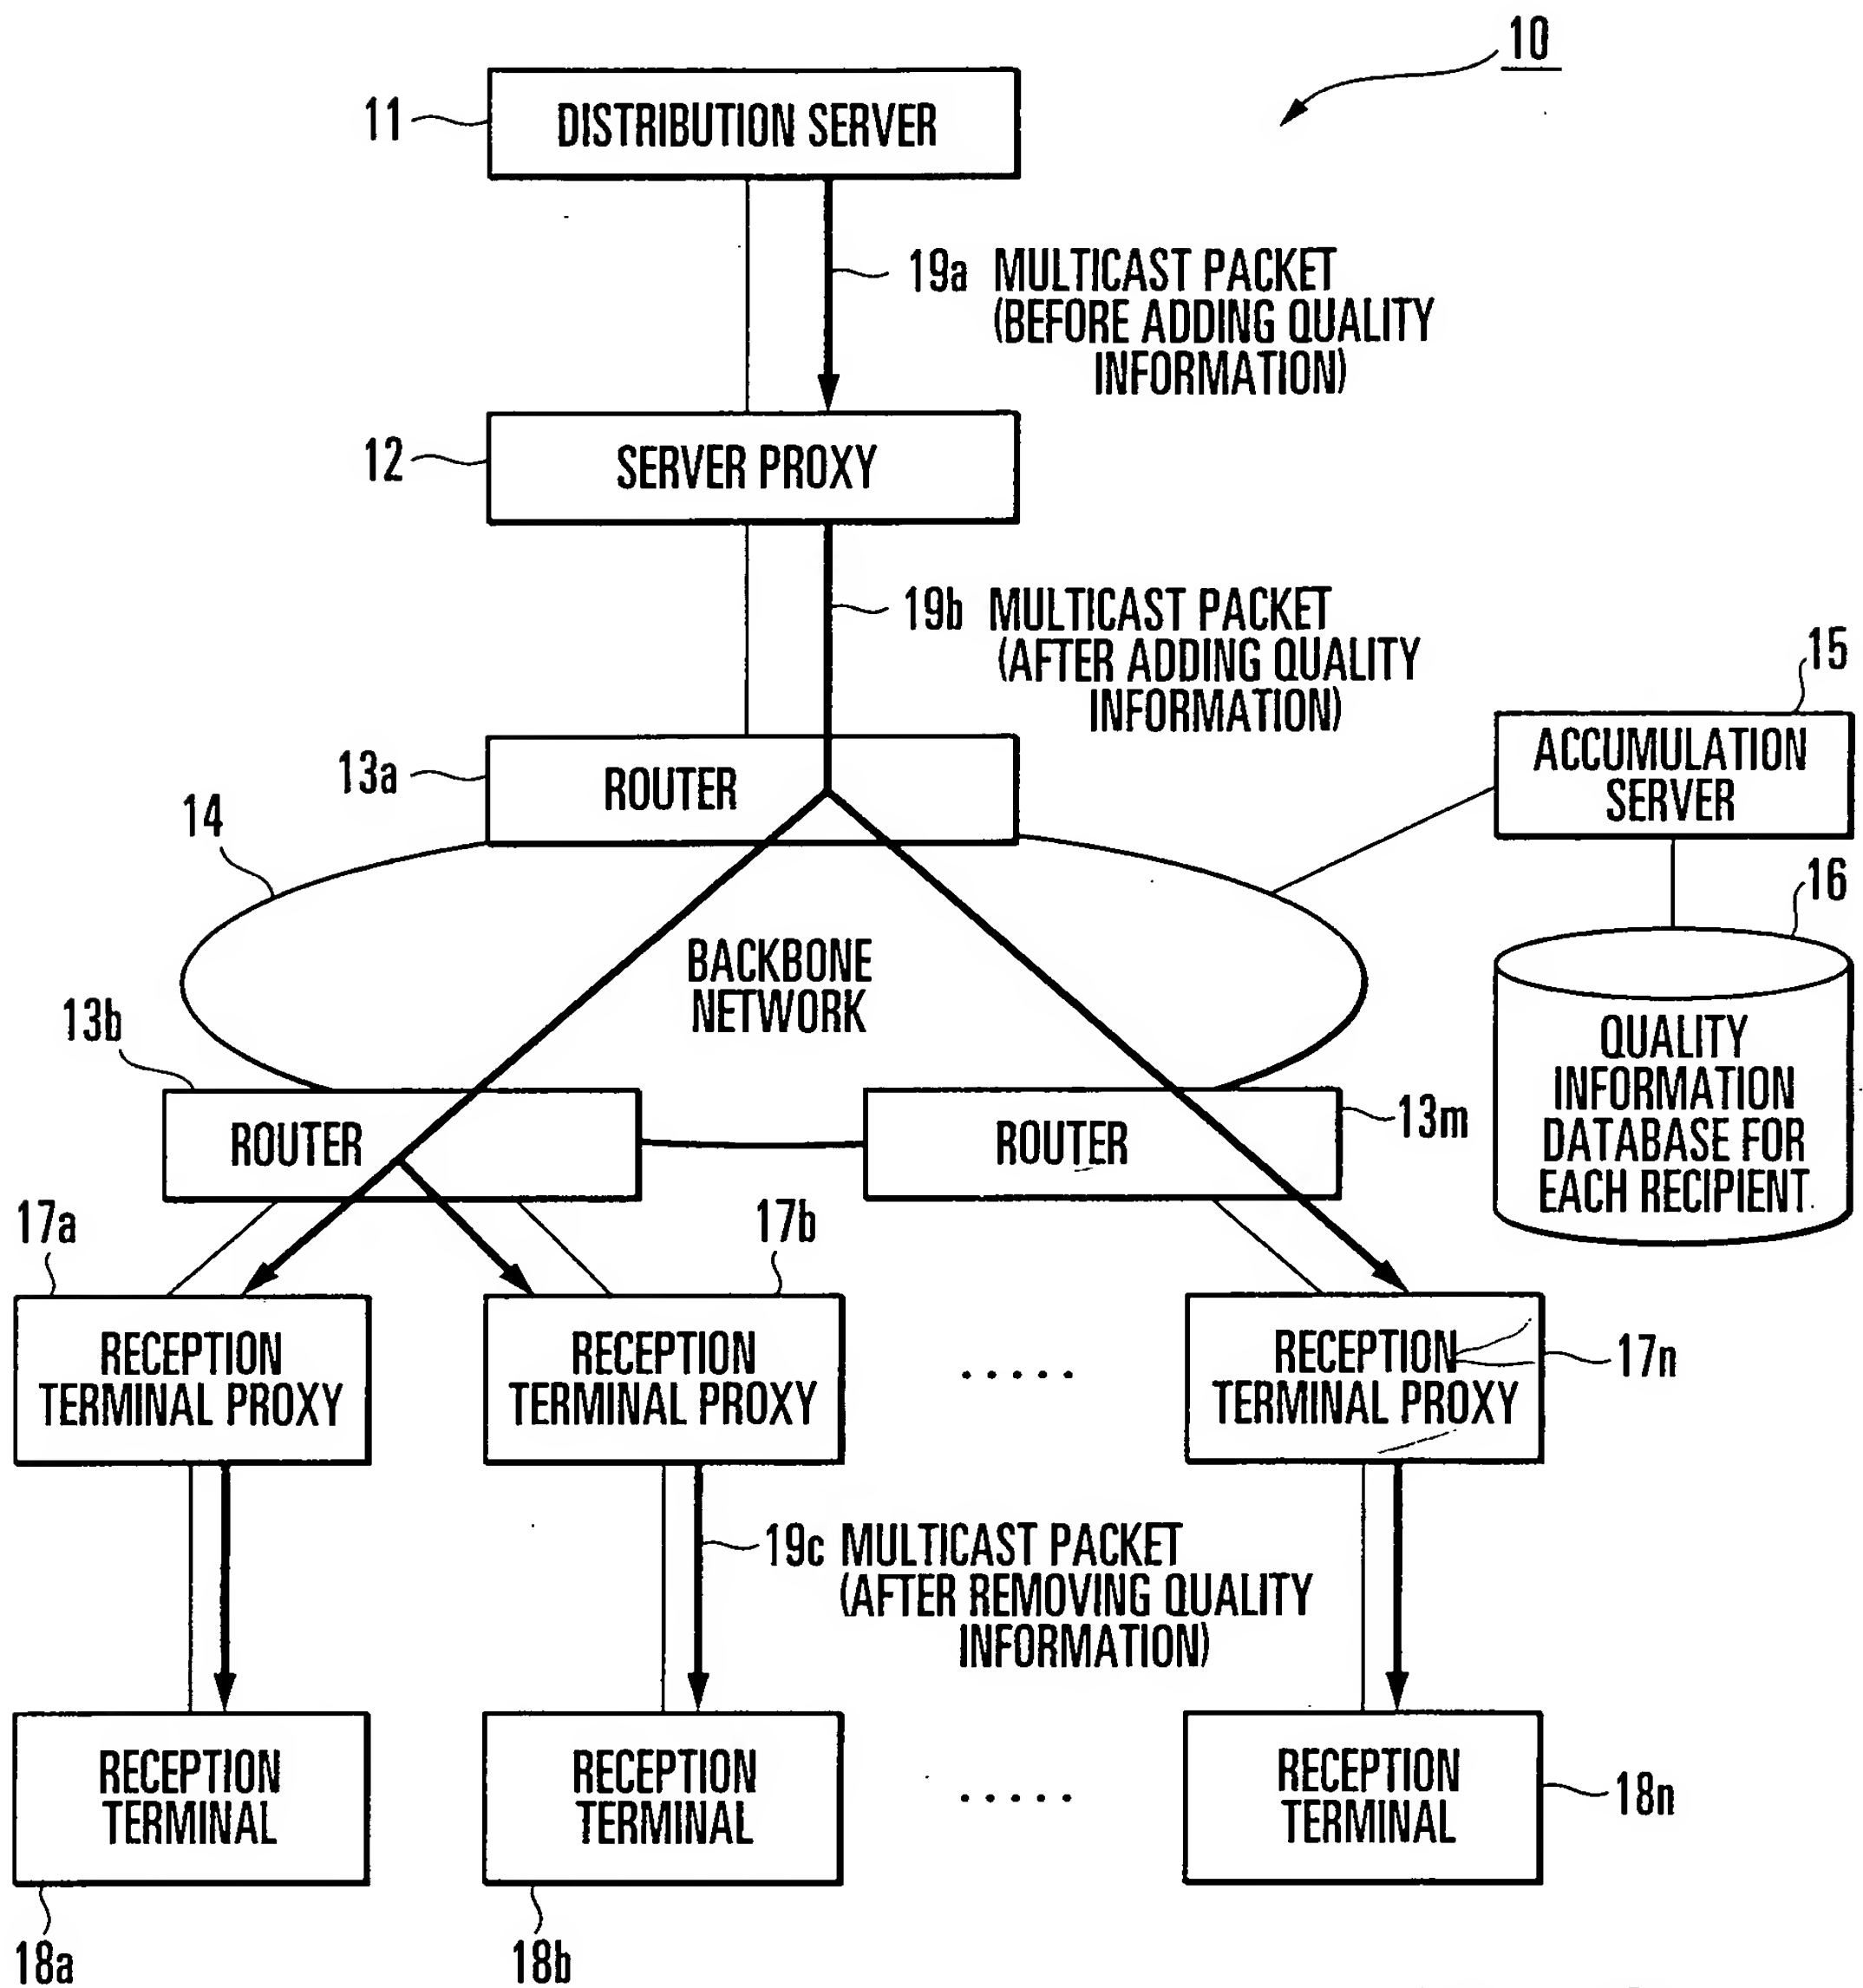 10
11
DISTRIBUTION SERVER
19a MULTICAST PACKET
(BEFORE ADDING QUALITY
INFORMATION)
12
SERVER PROXY
19b MULTICAST PACKET
(AFTER ADDING QUALITY
INFORMATION)
15
13a
ROUTER
ACCUMULATION
SERVER
14
16
BACKBONE
NETWORK
13b
QUALITY
INFORMATION
DATABASE FOR
EACH RECIPIENT
ROUTER
ROUTER
13m
17a
17b
RECEPTION
TERMINAL PROXY
RECEPTION
TERMINAL PROXY
.....
RECEPTION
TERMINAL PROXY
17n
19c MULTICAST PACKET
(AFTER REMOVING QUALITY
INFORMATION)
RECEPTION
TERMINAL
RECEPTION
TERMINAL
.....
RECEPTION
TERMINAL
18n
18a
18b